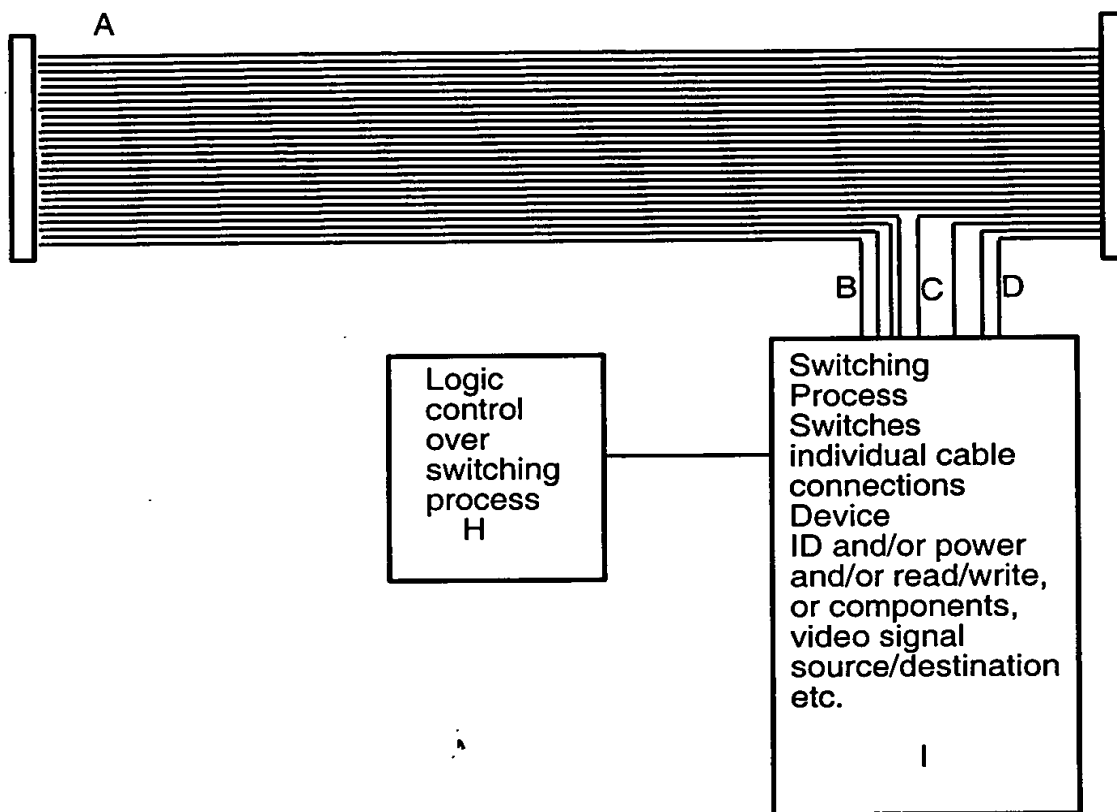 A
B
C
D
Logic
control
over
switching
process
H
Switching
Process
Switches
individual cable
connections
Device
ID and/or power
and/or read/write,
or components,
video signal
source/destination
etc.
I